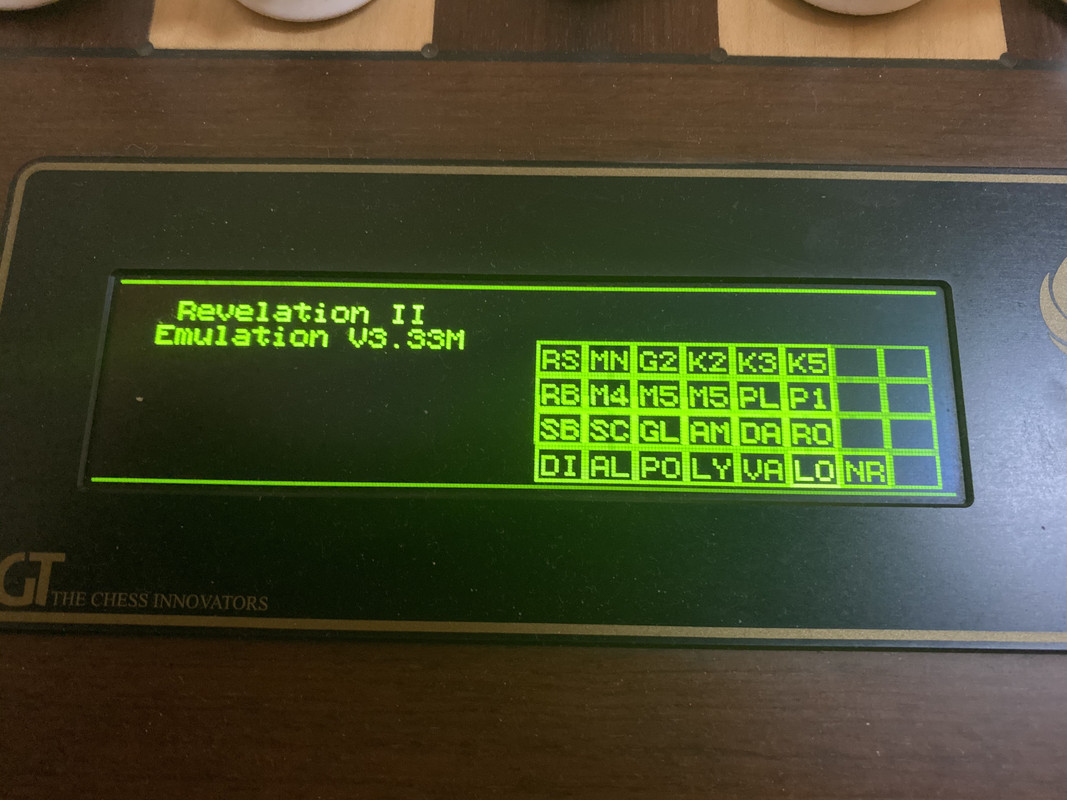 Revelation II
Emulation V3.33M
RS MN G2 K2 K3 K5
RB M4 M5 M5 PL P1
SB SC GL AM DA RO
DI AL PO LY VA LO NR
GT THE CHESS INNOVATORS